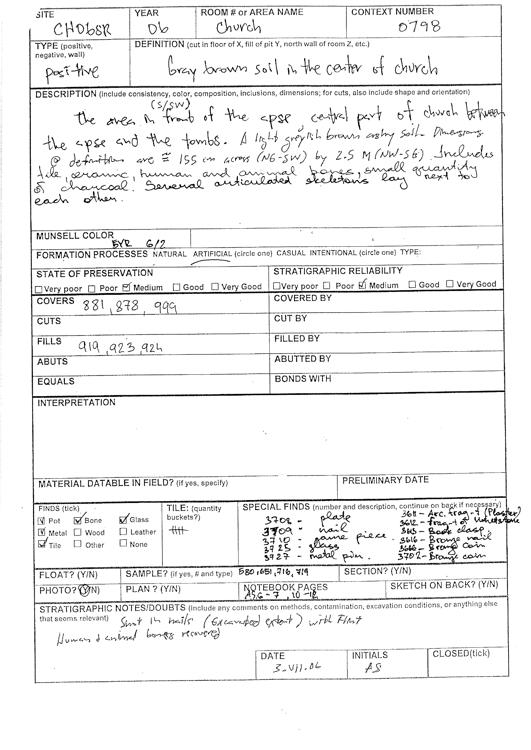 SITE YEAR ROOM # or AREA NAME CONTEXT NUMBER
CH06SR 06 Church 0798
TYPE (positive, negative, wall) DEFINITION (cut in floor of X, fill of pit Y, north wall of room Z, etc.)
positive Gray brown soil in the center of church
DESCRIPTION (include consistency, color, composition, inclusions, dimensions; for cuts, also include shape and orientation)
(S/SW)
the area in front of the apse central part of church between
the apse and the tombs. A light greyish brown ashy soil. Dimensions
@ definition are ≅ 155 cm across (NE-SW) by 2.5 M (NW-SE). Includes
tile, ceramic, human and animal bones, small quantity
of charcoal. Several articulated skeletons lay next to
each other.
MUNSELL COLOR
6/2
FORMATION PROCESSES NATURAL ARTIFICIAL (circle one) CASUAL INTENTIONAL (circle one) TYPE:
STATE OF PRESERVATION STRATIGRAPHIC RELIABILITY
☐ Very poor ☐ Poor ☑ Medium ☐ Good ☐ Very Good ☐ Very poor ☐ Poor ☑ Medium ☐ Good ☐ Very Good
COVERS 881, 878, 999 COVERED BY
CUTS CUT BY
FILLS 919, 923, 924 FILLED BY
ABUTS ABUTTED BY
EQUALS BONDS WITH
INTERPRETATION
MATERIAL DATABLE IN FIELD? (if yes, specify) PRELIMINARY DATE
FINDS (tick) TILE: (quantity buckets?) SPECIAL FINDS (number and description, continue on back if necessary)
☑ Pot ☑ Bone ☑ Glass
☑ Metal ☐ Wood ☐ Leather
☑ Tile ☐ Other ☐ None
3708 - plate
3709 - nail
3710 - game piece
3725 - glass
3727 - metal pin
3611 - Arc. frag-t (Plaster)
3612 - frag-t of whetstone
3613 - Book clasp
3616 - Bronze nail
3666 - Bronze coin
3702 - Bronze coin
FLOAT? (Y/N) SAMPLE? (if yes, # and type) 580, 651, 716, 719 SECTION? (Y/N)
PHOTO? (Y/N) PLAN ? (Y/N) NOTEBOOK PAGES SKETCH ON BACK? (Y/N)
AS 6-7, 10-12
STRATIGRAPHIC NOTES/DOUBTS (Include any comments on methods, contamination, excavation conditions, or anything else that seems relevant)
in nails (Excavated extent) with
Human & animal bones recovered
DATE INITIALS CLOSED(tick)
3-VII.06 AS